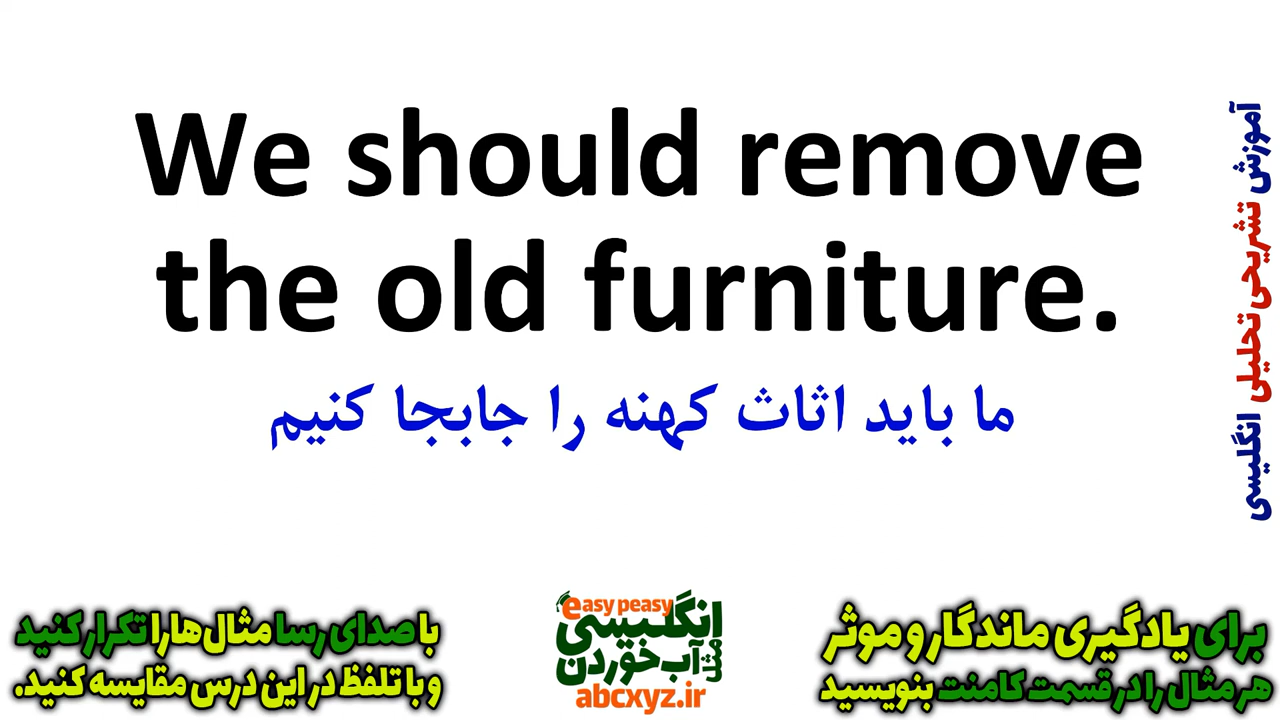 We should remove
the old furniture.
ما باید اثاث کهنه را جابجا کنیم
آموزش تشریحی تحلیلی انگلیسی
برای یادگیری ماندگار و موثر
هر مثال را در قسمت کامنت بنویسید
easy peasy
انگلیسی
مثل آب خوردن
abcxyz.ir
با صدای رسا مثال‌ها را تکرار کنید
و با تلفظ در این درس مقایسه کنید.